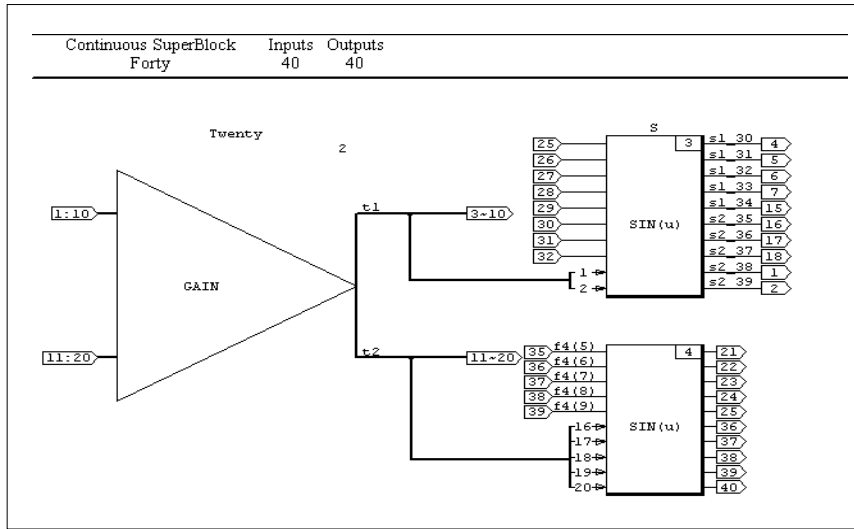 Continuous SuperBlock Inputs Outputs
Forty 40 40
Twenty
2
1:10
11:20
GAIN
t1
3~10
t2
11~20
S
3
25
26
27
28
29
30
31
32
1
2
SIN(u)
s1_30 4
s1_31 5
s1_32 6
s1_33 7
s1_34 15
s2_35 16
s2_36 17
s2_37 18
s2_38 1
s2_39 2
4
35 f4(5)
36 f4(6)
37 f4(7)
38 f4(8)
39 f4(9)
16
17
18
19
20
SIN(u)
21
22
23
24
25
36
37
38
39
40